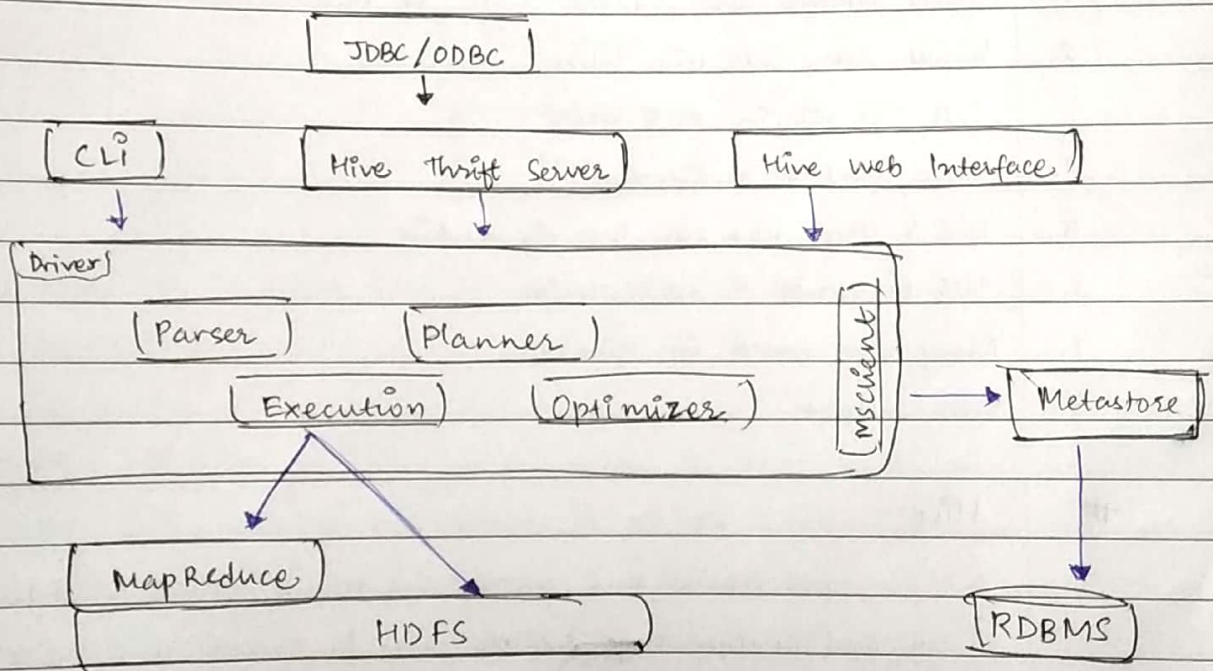 JDBC/ODBC
CLi
Hive Thrift Server
Hive web Interface
Driver
Parser
Planner
Execution
Optimizer
MSClient
Metastore
MapReduce
HDFS
RDBMS